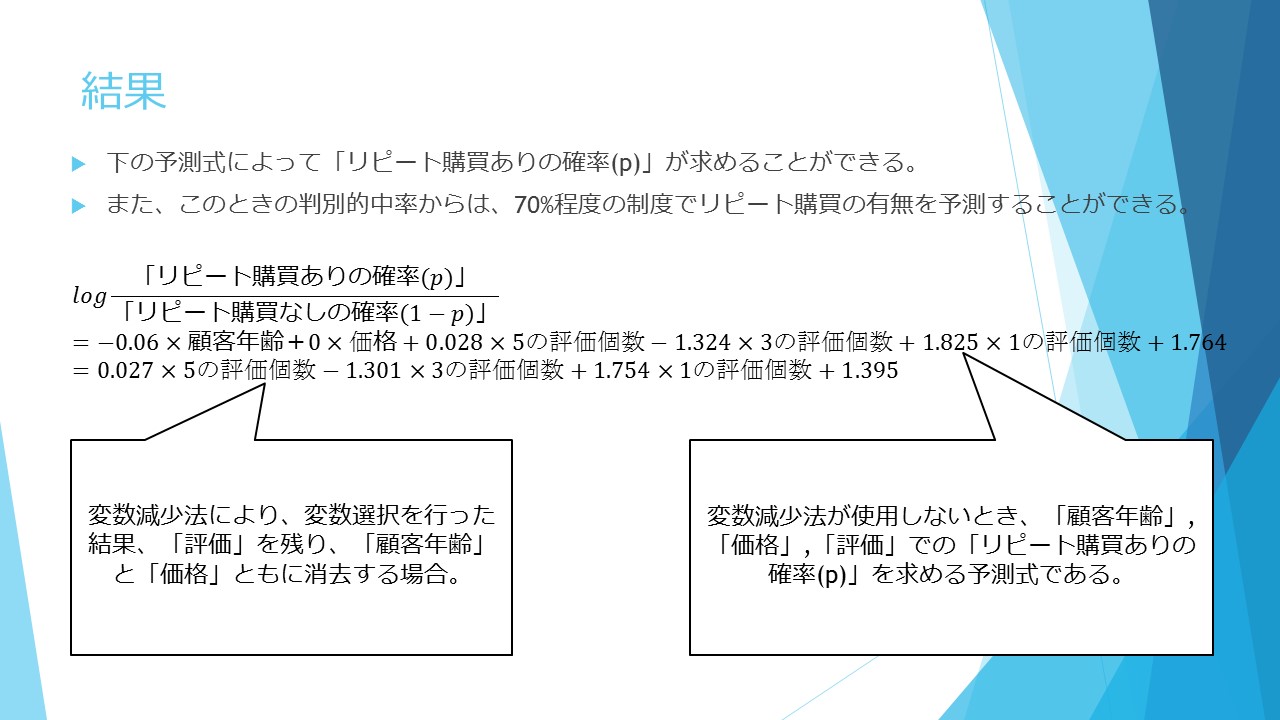 結果
下の予測式によって「リピート購買ありの確率(p)」が求めることができる。
また、このときの判別的中率からは、70%程度の制度でリピート購買の有無を予測することができる。
log 「リピート購買ありの確率(p)」
「リピート購買なしの確率(1 − p)」
= −0.06 × 顧客年齢＋0 × 価格 + 0.028 × 5の評価個数 − 1.324 × 3の評価個数 + 1.825 × 1の評価個数 + 1.764
= 0.027 × 5の評価個数 − 1.301 × 3の評価個数 + 1.754 × 1の評価個数 + 1.395
変数減少法により、変数選択を行った
結果、「評価」を残り、「顧客年齢」
と「価格」ともに消去する場合。
変数減少法が使用しないとき、「顧客年齢」,
「価格」,「評価」での「リピート購買ありの
確率(p)」を求める予測式である。